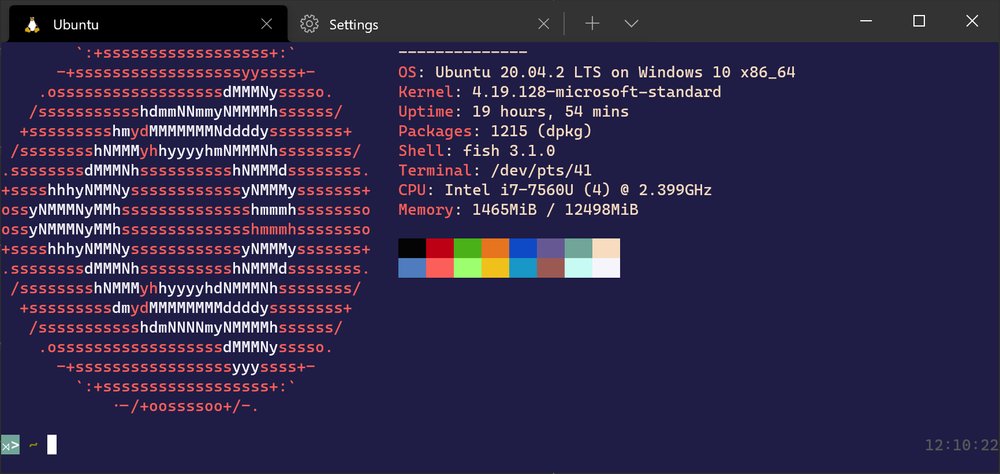 Ubuntu
Settings
`:+ssssssssssssssssss+:`
--------------
-+ssssssssssssssssssyyssss+-
OS: Ubuntu 20.04.2 LTS on Windows 10 x86_64
.ossssssssssssssssssdMMMNysssso.
Kernel: 4.19.128-microsoft-standard
/ssssssssssshdmmNNmmyNMMMMhssssss/
Uptime: 19 hours, 54 mins
+ssssssssshmydMMMMMMMNddddyssssssss+
Packages: 1215 (dpkg)
/sssssssshNMMMyhhyyyyhmNMMMNhssssssss/
Shell: fish 3.1.0
.ssssssssdMMMNhsssssssssshNMMMdssssssss.
Terminal: /dev/pts/41
+sssshhhyNMMNyssssssssssssyNMMMysssssss+
CPU: Intel i7-7560U (4) @ 2.399GHz
ossyNMMMNyMMhsssssssssssssshmmmhssssssso
Memory: 1465MiB / 12498MiB
ossyNMMMNyMMhsssssssssssssshmmmhssssssso
+sssshhhyNMMNyssssssssssssyNMMMysssssss+
.ssssssssdMMMNhsssssssssshNMMMdssssssss.
/sssssssshNMMMyhhyyyyhdNMMMNhssssssss/
+sssssssssdmydMMMMMMMMddddyssssssss+
/ssssssssssshdmNNNNmyNMMMMhssssss/
.ossssssssssssssssssdMMMNysssso.
-+sssssssssssssssssyyyssss+-
`:+ssssssssssssssssss+:`
.-/+oossssoo+/-.
⋊> ~
12:10:22